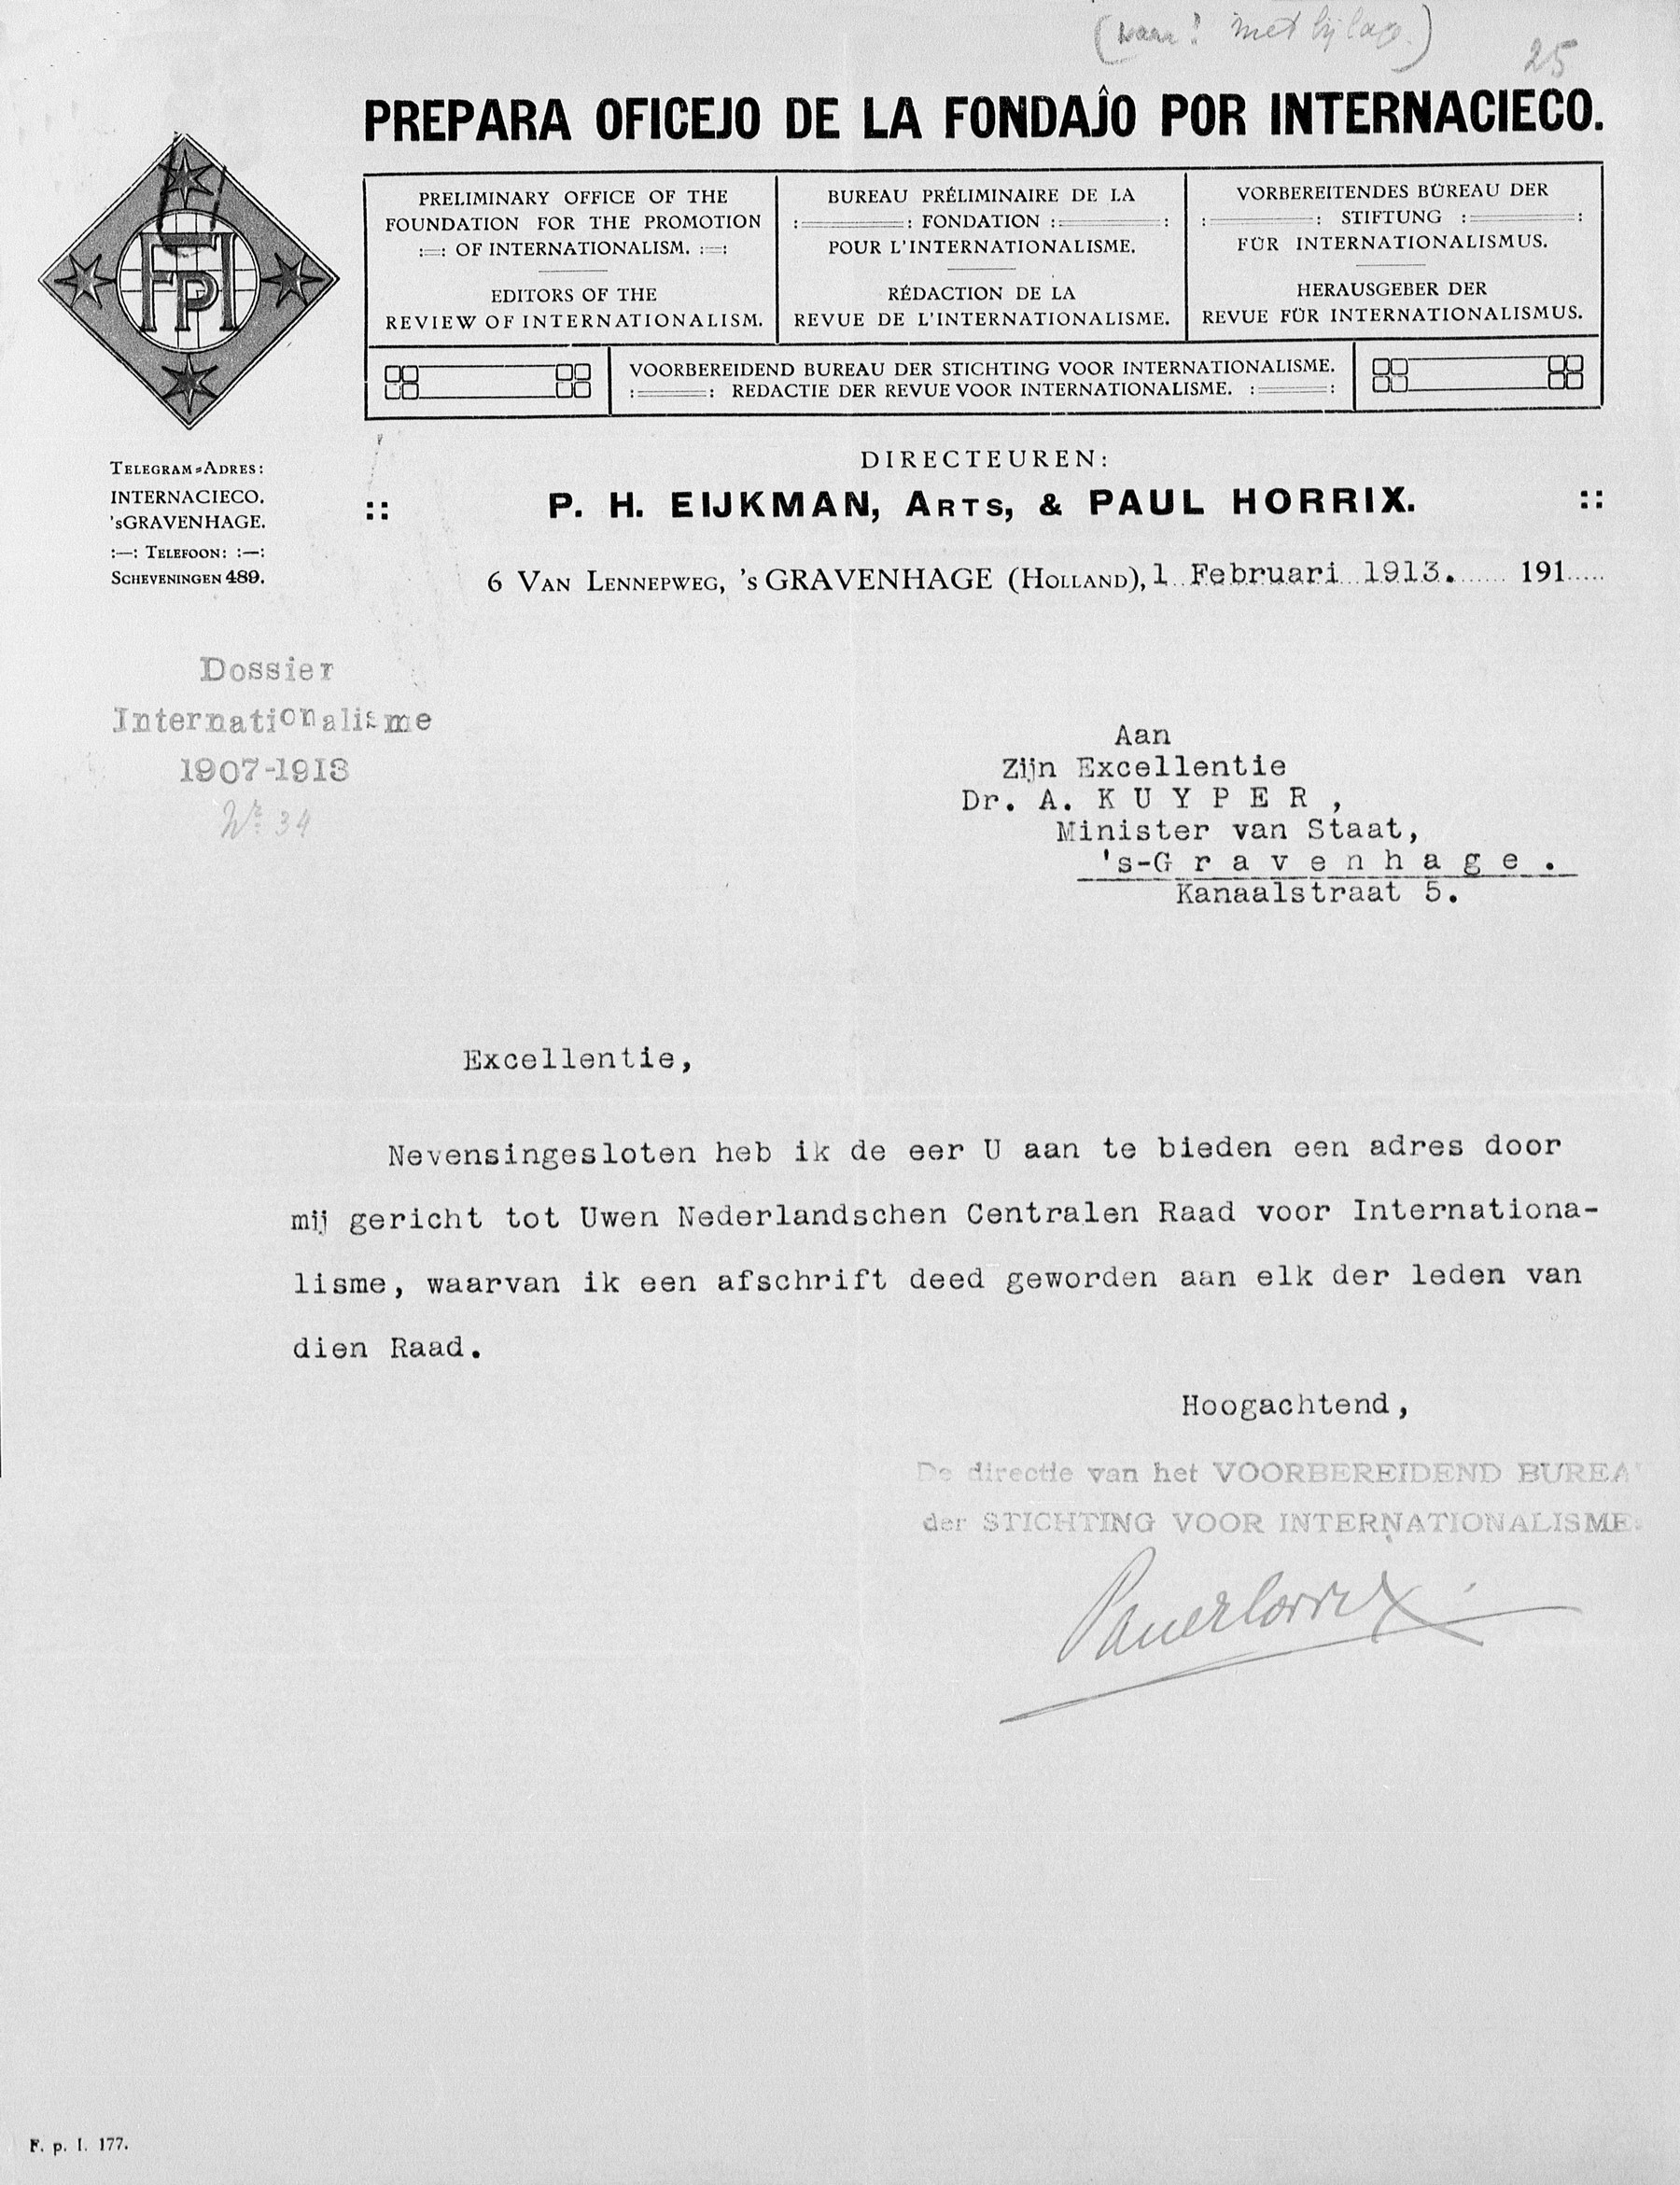 met bijlage.)
25
PREPARA OFICEJO DE LA FONDAĴO POR INTERNACIECO.
FPI
PRELIMINARY OFFICE OF THE
FOUNDATION FOR THE PROMOTION
OF INTERNATIONALISM.
EDITORS OF THE
REVIEW OF INTERNATIONALISM.
BUREAU PRÉLIMINAIRE DE LA
FONDATION
POUR L'INTERNATIONALISME.
RÉDACTION DE LA
REVUE DE L'INTERNATIONALISME.
VORBEREITENDES BÜREAU DER
STIFTUNG
FÜR INTERNATIONALISMUS.
HERAUSGEBER DER
REVUE FÜR INTERNATIONALISMUS.
VOORBEREIDEND BUREAU DER STICHTING VOOR INTERNATIONALISME.
REDACTIE DER REVUE VOOR INTERNATIONALISME.
TELEGRAM=ADRES:
INTERNACIECO.
'sGRAVENHAGE.
:—: TELEFOON: :—:
SCHEVENINGEN 489.
DIRECTEUREN:
:: P. H. EIJKMAN, ARTS, & PAUL HORRIX. ::
6 VAN LENNEPWEG, 's GRAVENHAGE (HOLLAND), 1 Februari 1913. 191.....
Dossier
Internationalisme
1907-1913
Nr. 34
Aan
Zijn Excellentie
Dr. A. K U Y P E R ,
Minister van Staat,
's-G r a v e n h a g e .
Kanaalstraat 5.
Excellentie,
Nevensingesloten heb ik de eer U aan te bieden een adres door
mij gericht tot Uwen Nederlandschen Centralen Raad voor Internationa-
lisme, waarvan ik een afschrift deed geworden aan elk der leden van
dien Raad.
Hoogachtend,
De directie van het VOORBEREIDEND BUREA
der STICHTING VOOR INTERNATIONALISME.
Paul Horrix
F. p. I. 177.